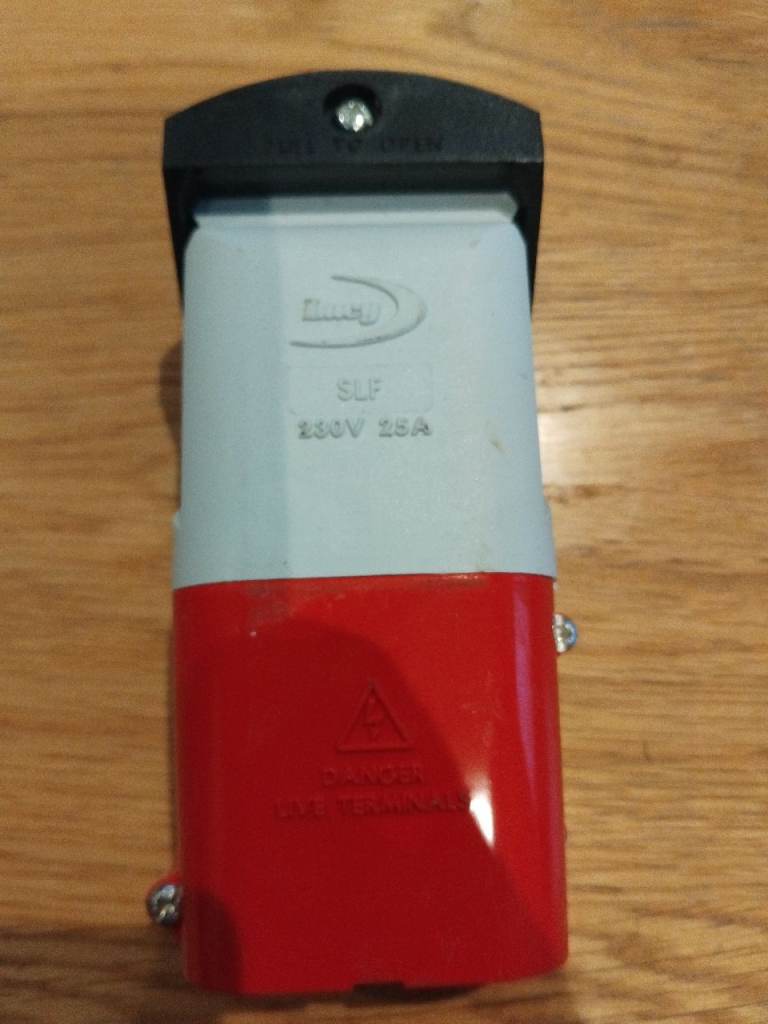 PULL TO OPEN
Lucy
SLF
230V 25A
DANGER
LIVE TERMINALS